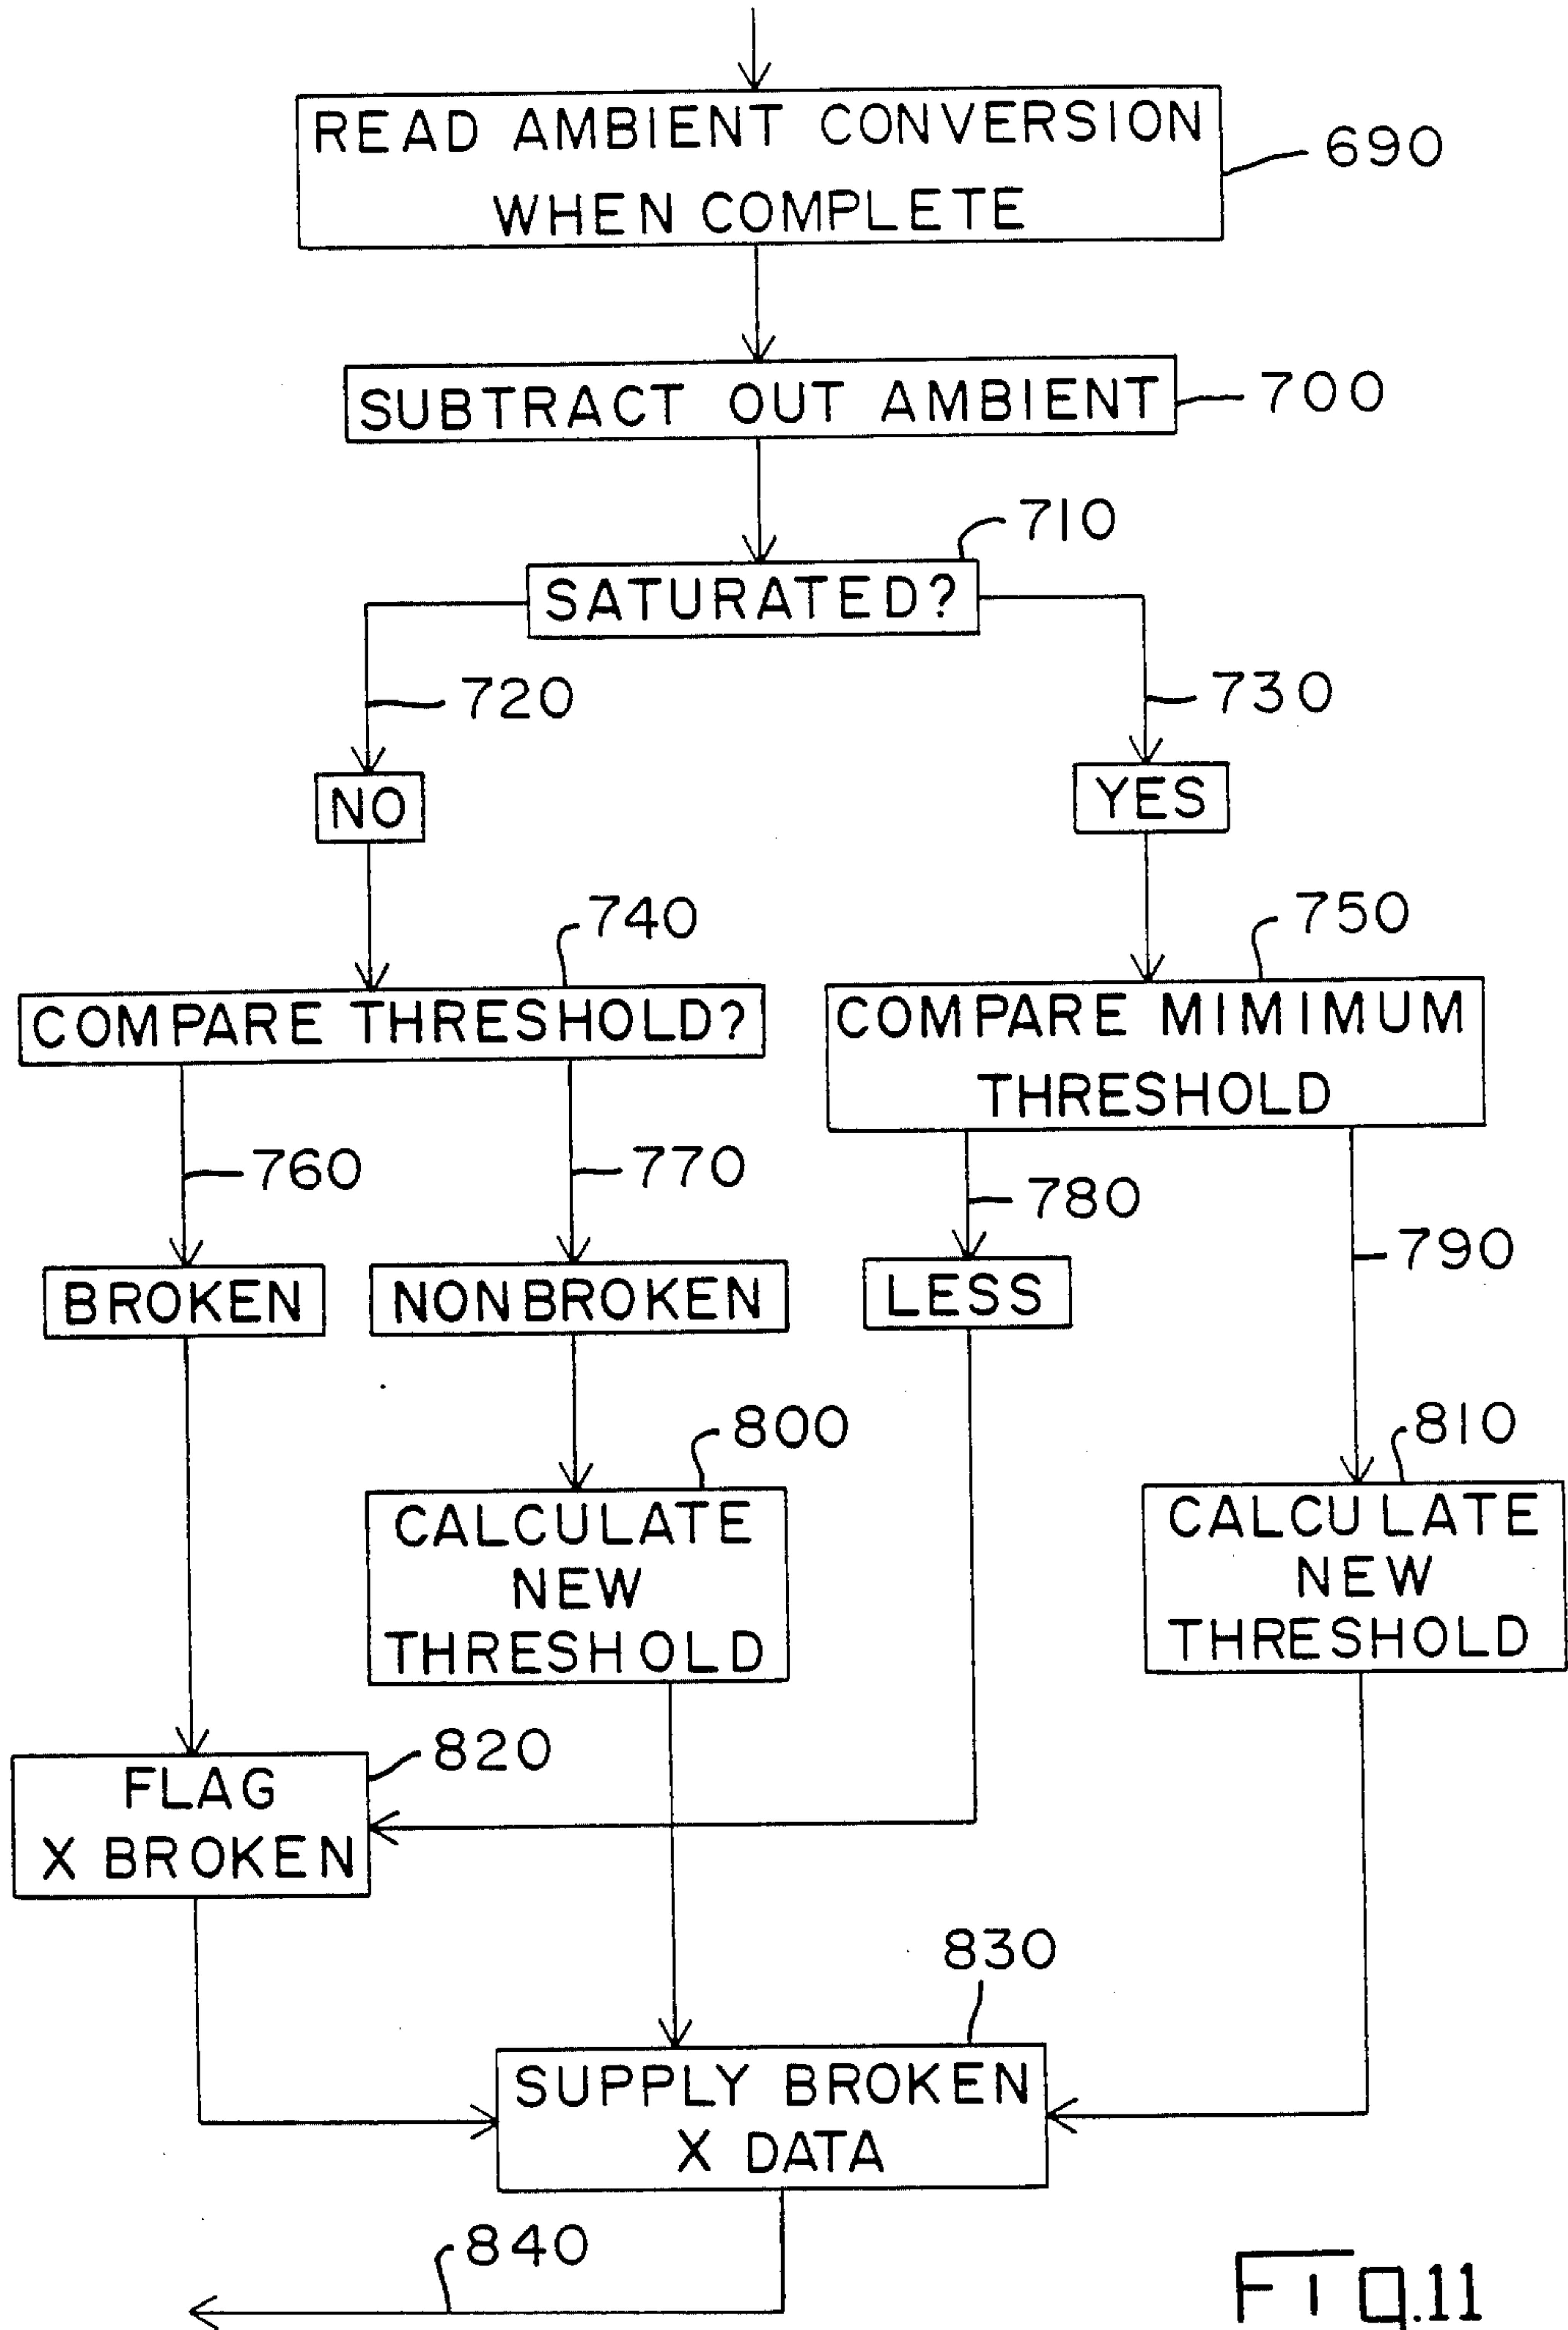 READ AMBIENT CONVERSION
WHEN COMPLETE
690
SUBTRACT OUT AMBIENT
700
710
SATURATED?
720
730
NO
YES
740
750
COMPARE THRESHOLD?
COMPARE MIMIMUM
THRESHOLD
760
770
780
790
BROKEN
NONBROKEN
LESS
800
810
CALCULATE
NEW
THRESHOLD
CALCULATE
NEW
THRESHOLD
820
FLAG
X BROKEN
830
SUPPLY BROKEN
X DATA
840
Fig.11